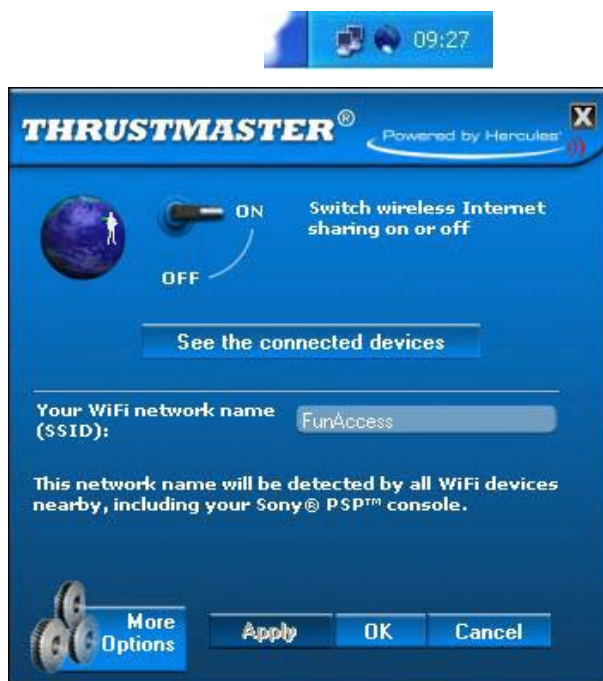 09:27
THRUSTMASTER®
Powered by Hercules
X
ON
Switch wireless Internet
sharing on or off
OFF
See the connected devices
Your WiFi network name
(SSID):
FunAccess
This network name will be detected by all WiFi devices
nearby, including your Sony® PSP™ console.
More
Options
Apply
OK
Cancel